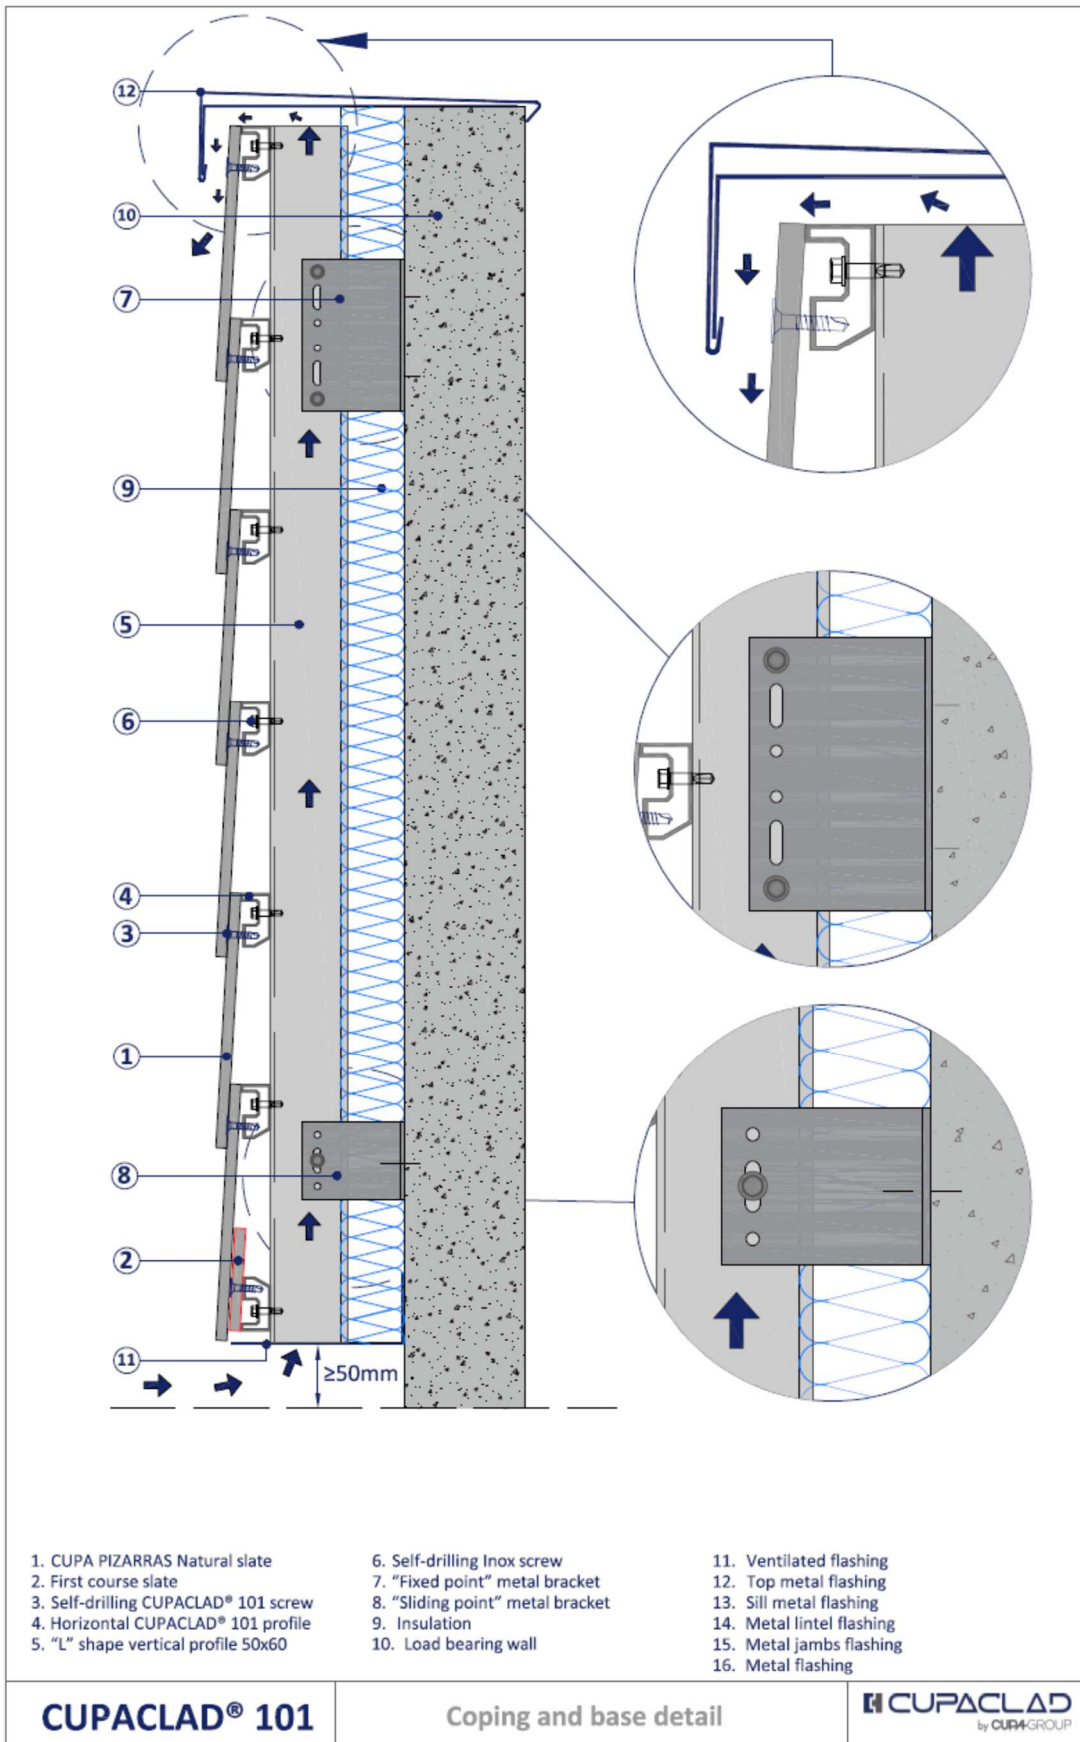 12
10
7
9
5
6
4
3
1
8
2
11
≥50mm
1. CUPA PIZARRAS Natural slate
2. First course slate
3. Self-drilling CUPACLAD® 101 screw
4. Horizontal CUPACLAD® 101 profile
5. “L” shape vertical profile 50x60
6. Self-drilling Inox screw
7. “Fixed point” metal bracket
8. “Sliding point” metal bracket
9. Insulation
10. Load bearing wall
11. Ventilated flashing
12. Top metal flashing
13. Sill metal flashing
14. Metal lintel flashing
15. Metal jambs flashing
16. Metal flashing
CUPACLAD® 101
Coping and base detail
CUPACLAD
by CUPA GROUP